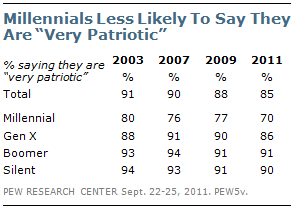 Millennials Less Likely To Say They
Are “Very Patriotic”
% saying they are
“very patriotic” 2003 2007 2009 2011
% % % %
Total 91 90 88 85
Millennial 80 76 77 70
Gen X 88 91 90 86
Boomer 93 94 91 91
Silent 94 93 91 90
PEW RESEARCH CENTER Sept. 22-25, 2011. PEW5v.